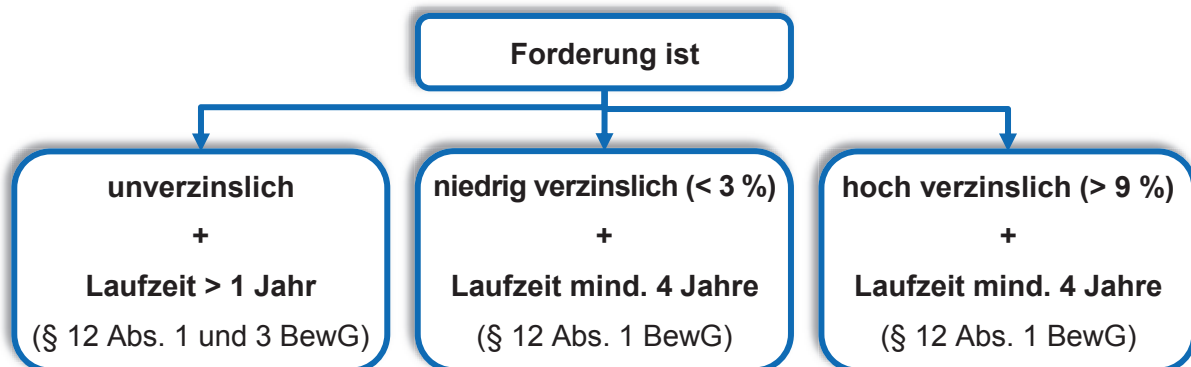 Forderung ist
unverzinslich
+
Laufzeit > 1 Jahr
(§ 12 Abs. 1 und 3 BewG)
niedrig verzinslich (< 3 %)
+
Laufzeit mind. 4 Jahre
(§ 12 Abs. 1 BewG)
hoch verzinslich (> 9 %)
+
Laufzeit mind. 4 Jahre
(§ 12 Abs. 1 BewG)